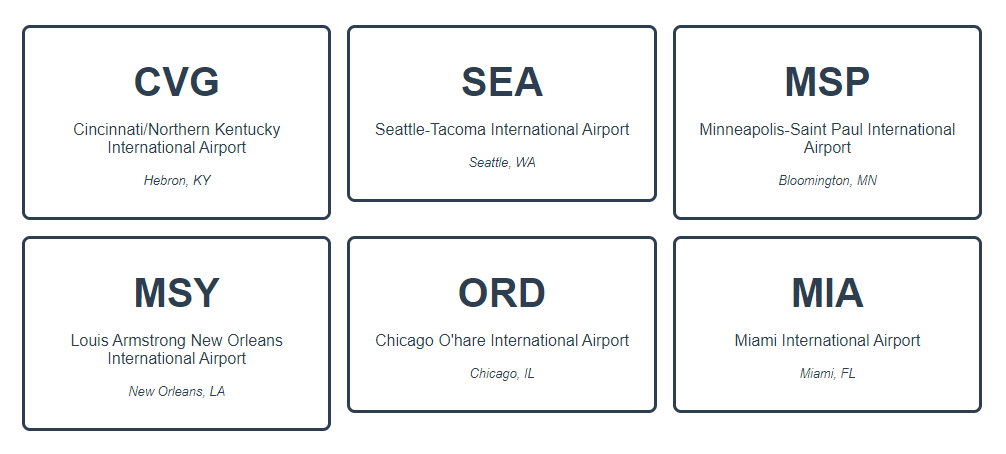 CVG
Cincinnati/Northern Kentucky
International Airport
Hebron, KY
SEA
Seattle-Tacoma International Airport
Seattle, WA
MSP
Minneapolis-Saint Paul International
Airport
Bloomington, MN
MSY
Louis Armstrong New Orleans
International Airport
New Orleans, LA
ORD
Chicago O'hare International Airport
Chicago, IL
MIA
Miami International Airport
Miami, FL